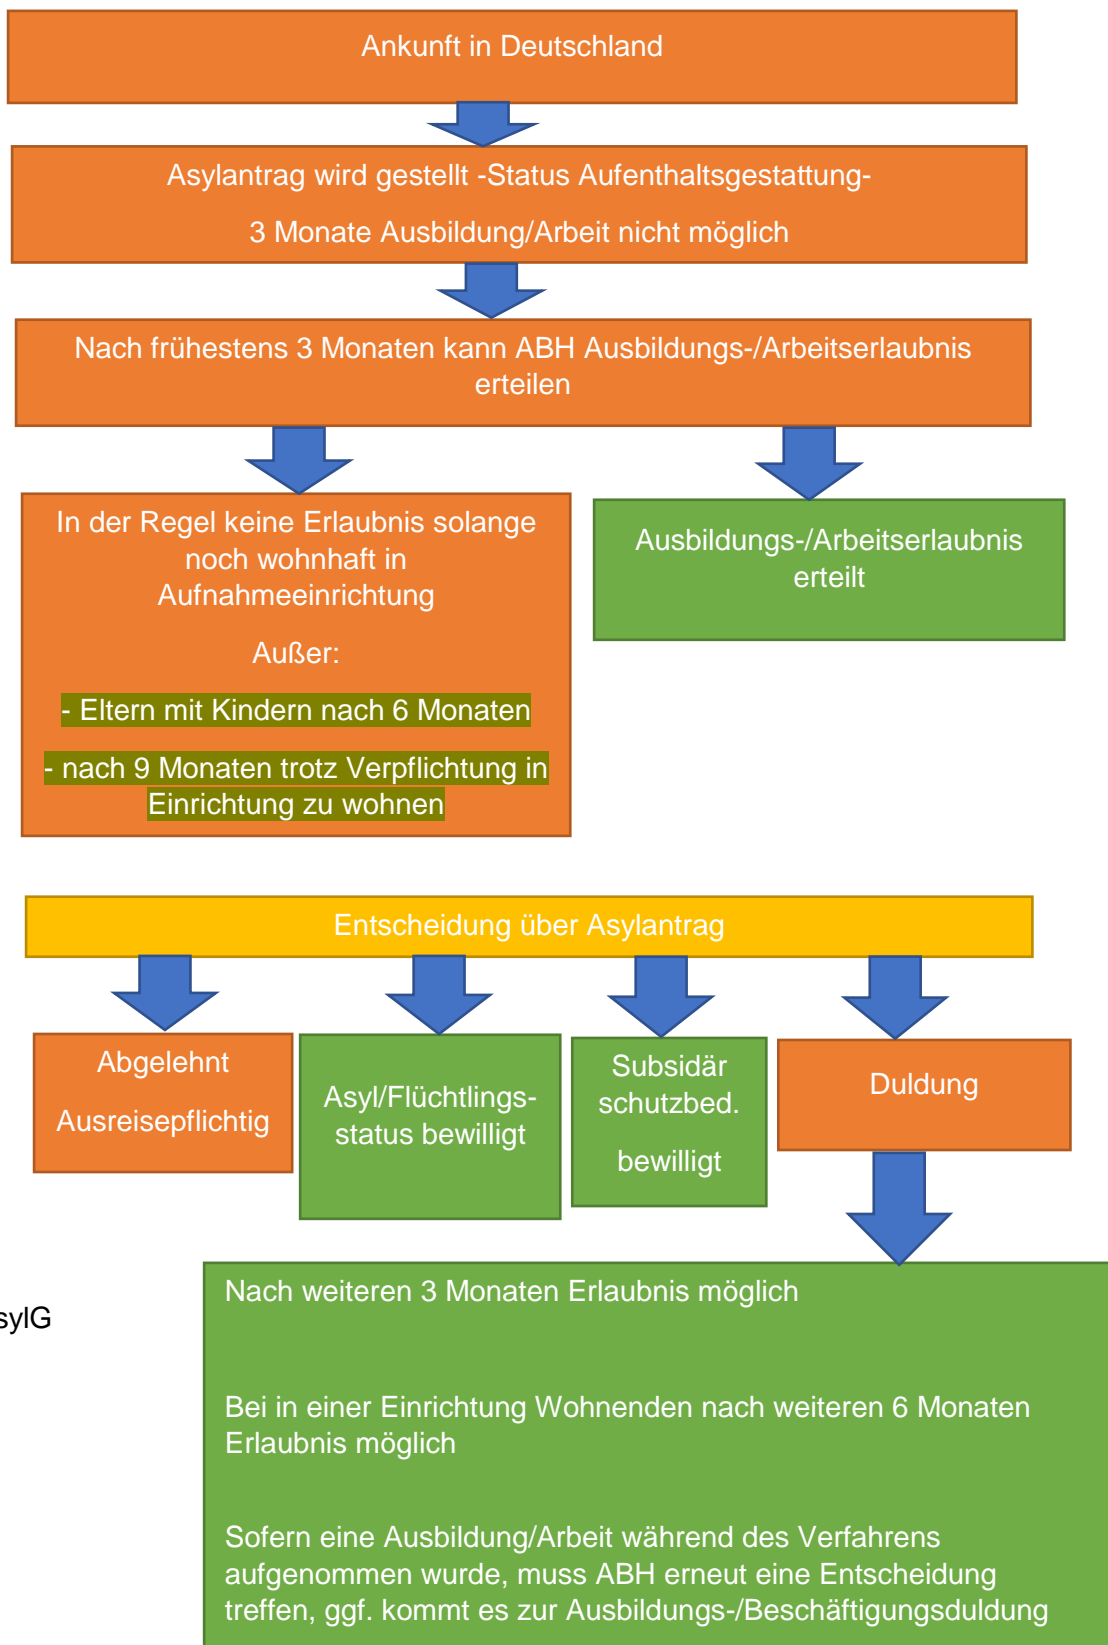 Ankunft in Deutschland
Asylantrag wird gestellt -Status Aufenthaltsgestattung-
3 Monate Ausbildung/Arbeit nicht möglich
Nach frühestens 3 Monaten kann ABH Ausbildungs-/Arbeitserlaubnis
erteilen
In der Regel keine Erlaubnis solange
noch wohnhaft in
Aufnahmeeinrichtung
Außer:
- Eltern mit Kindern nach 6 Monaten
- nach 9 Monaten trotz Verpflichtung in
Einrichtung zu wohnen
Ausbildungs-/Arbeitserlaubnis
erteilt
Entscheidung über Asylantrag
Abgelehnt
Ausreisepflichtig
Asyl/Flüchtlings-
status bewilligt
Subsidär
schutzbed.
bewilligt
Duldung
sylG
Nach weiteren 3 Monaten Erlaubnis möglich
Bei in einer Einrichtung Wohnenden nach weiteren 6 Monaten
Erlaubnis möglich
Sofern eine Ausbildung/Arbeit während des Verfahrens
aufgenommen wurde, muss ABH erneut eine Entscheidung
treffen, ggf. kommt es zur Ausbildungs-/Beschäftigungsduldung